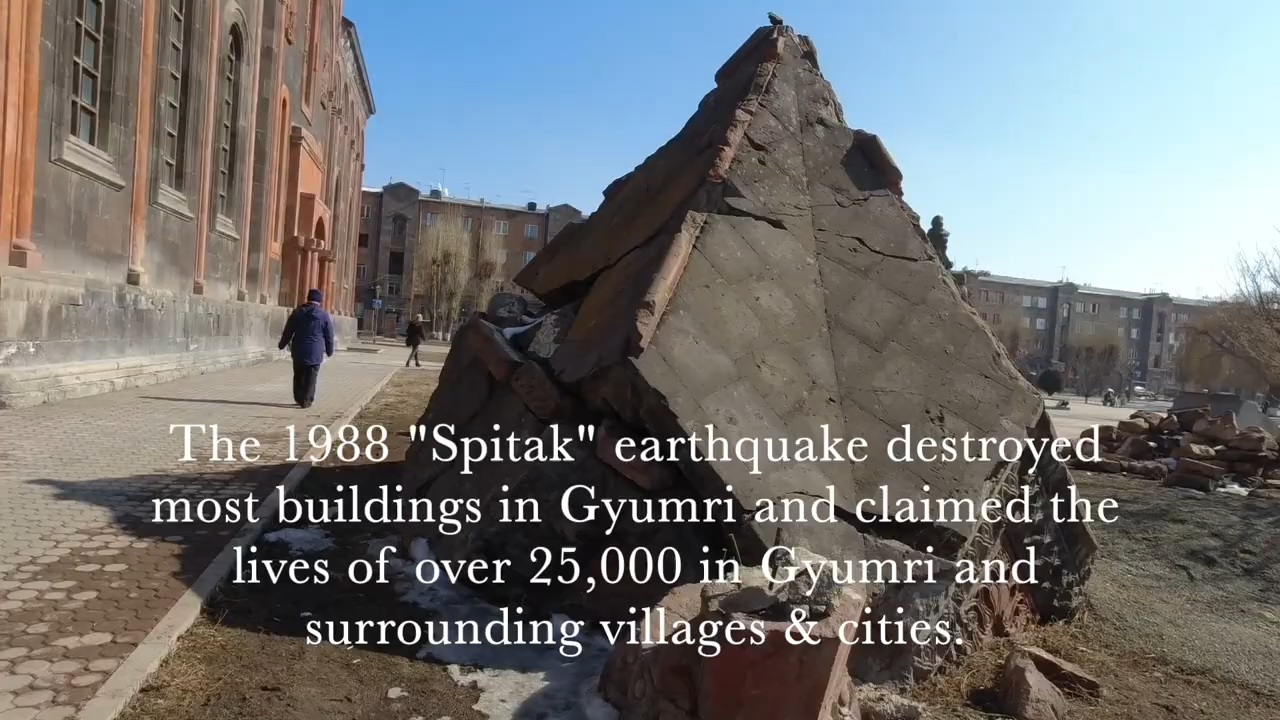 The 1988 "Spitak" earthquake destroyed
most buildings in Gyumri and claimed the
lives of over 25,000 in Gyumri and
surrounding villages & cities.